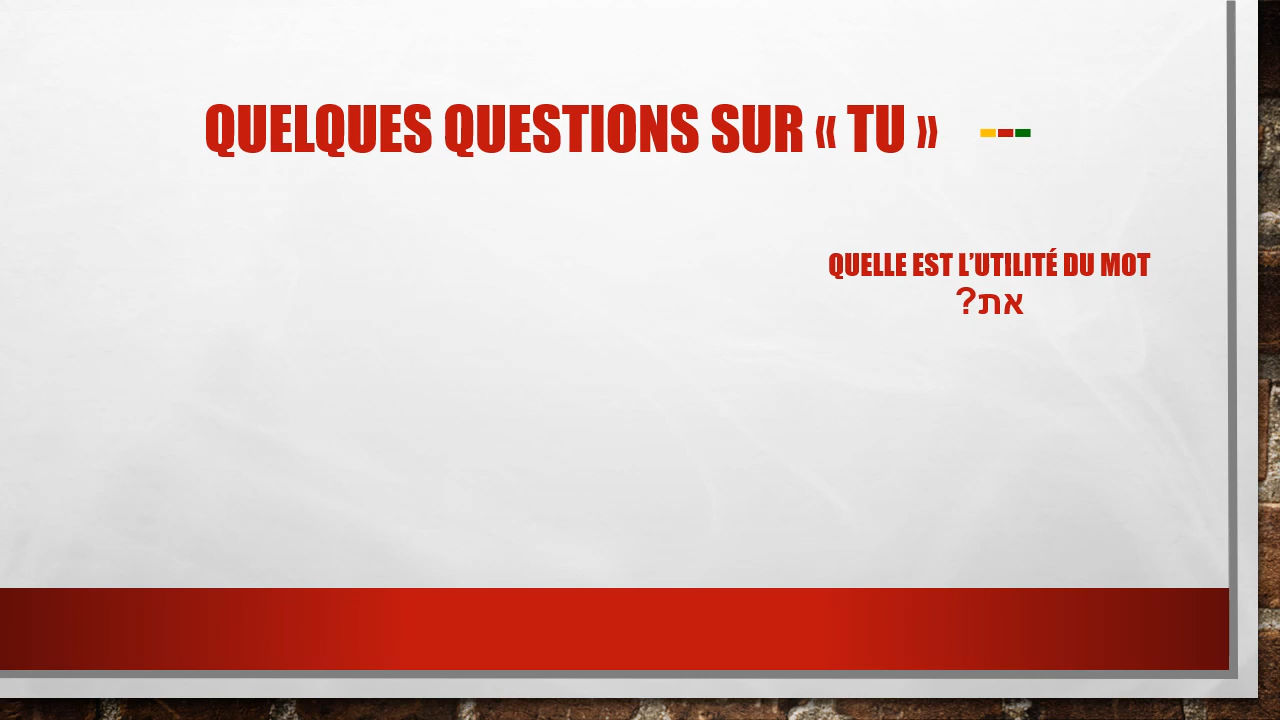 QUELQUES QUESTIONS SUR « TU » ---
QUELLE EST L’UTILITÉ DU MOT
את?